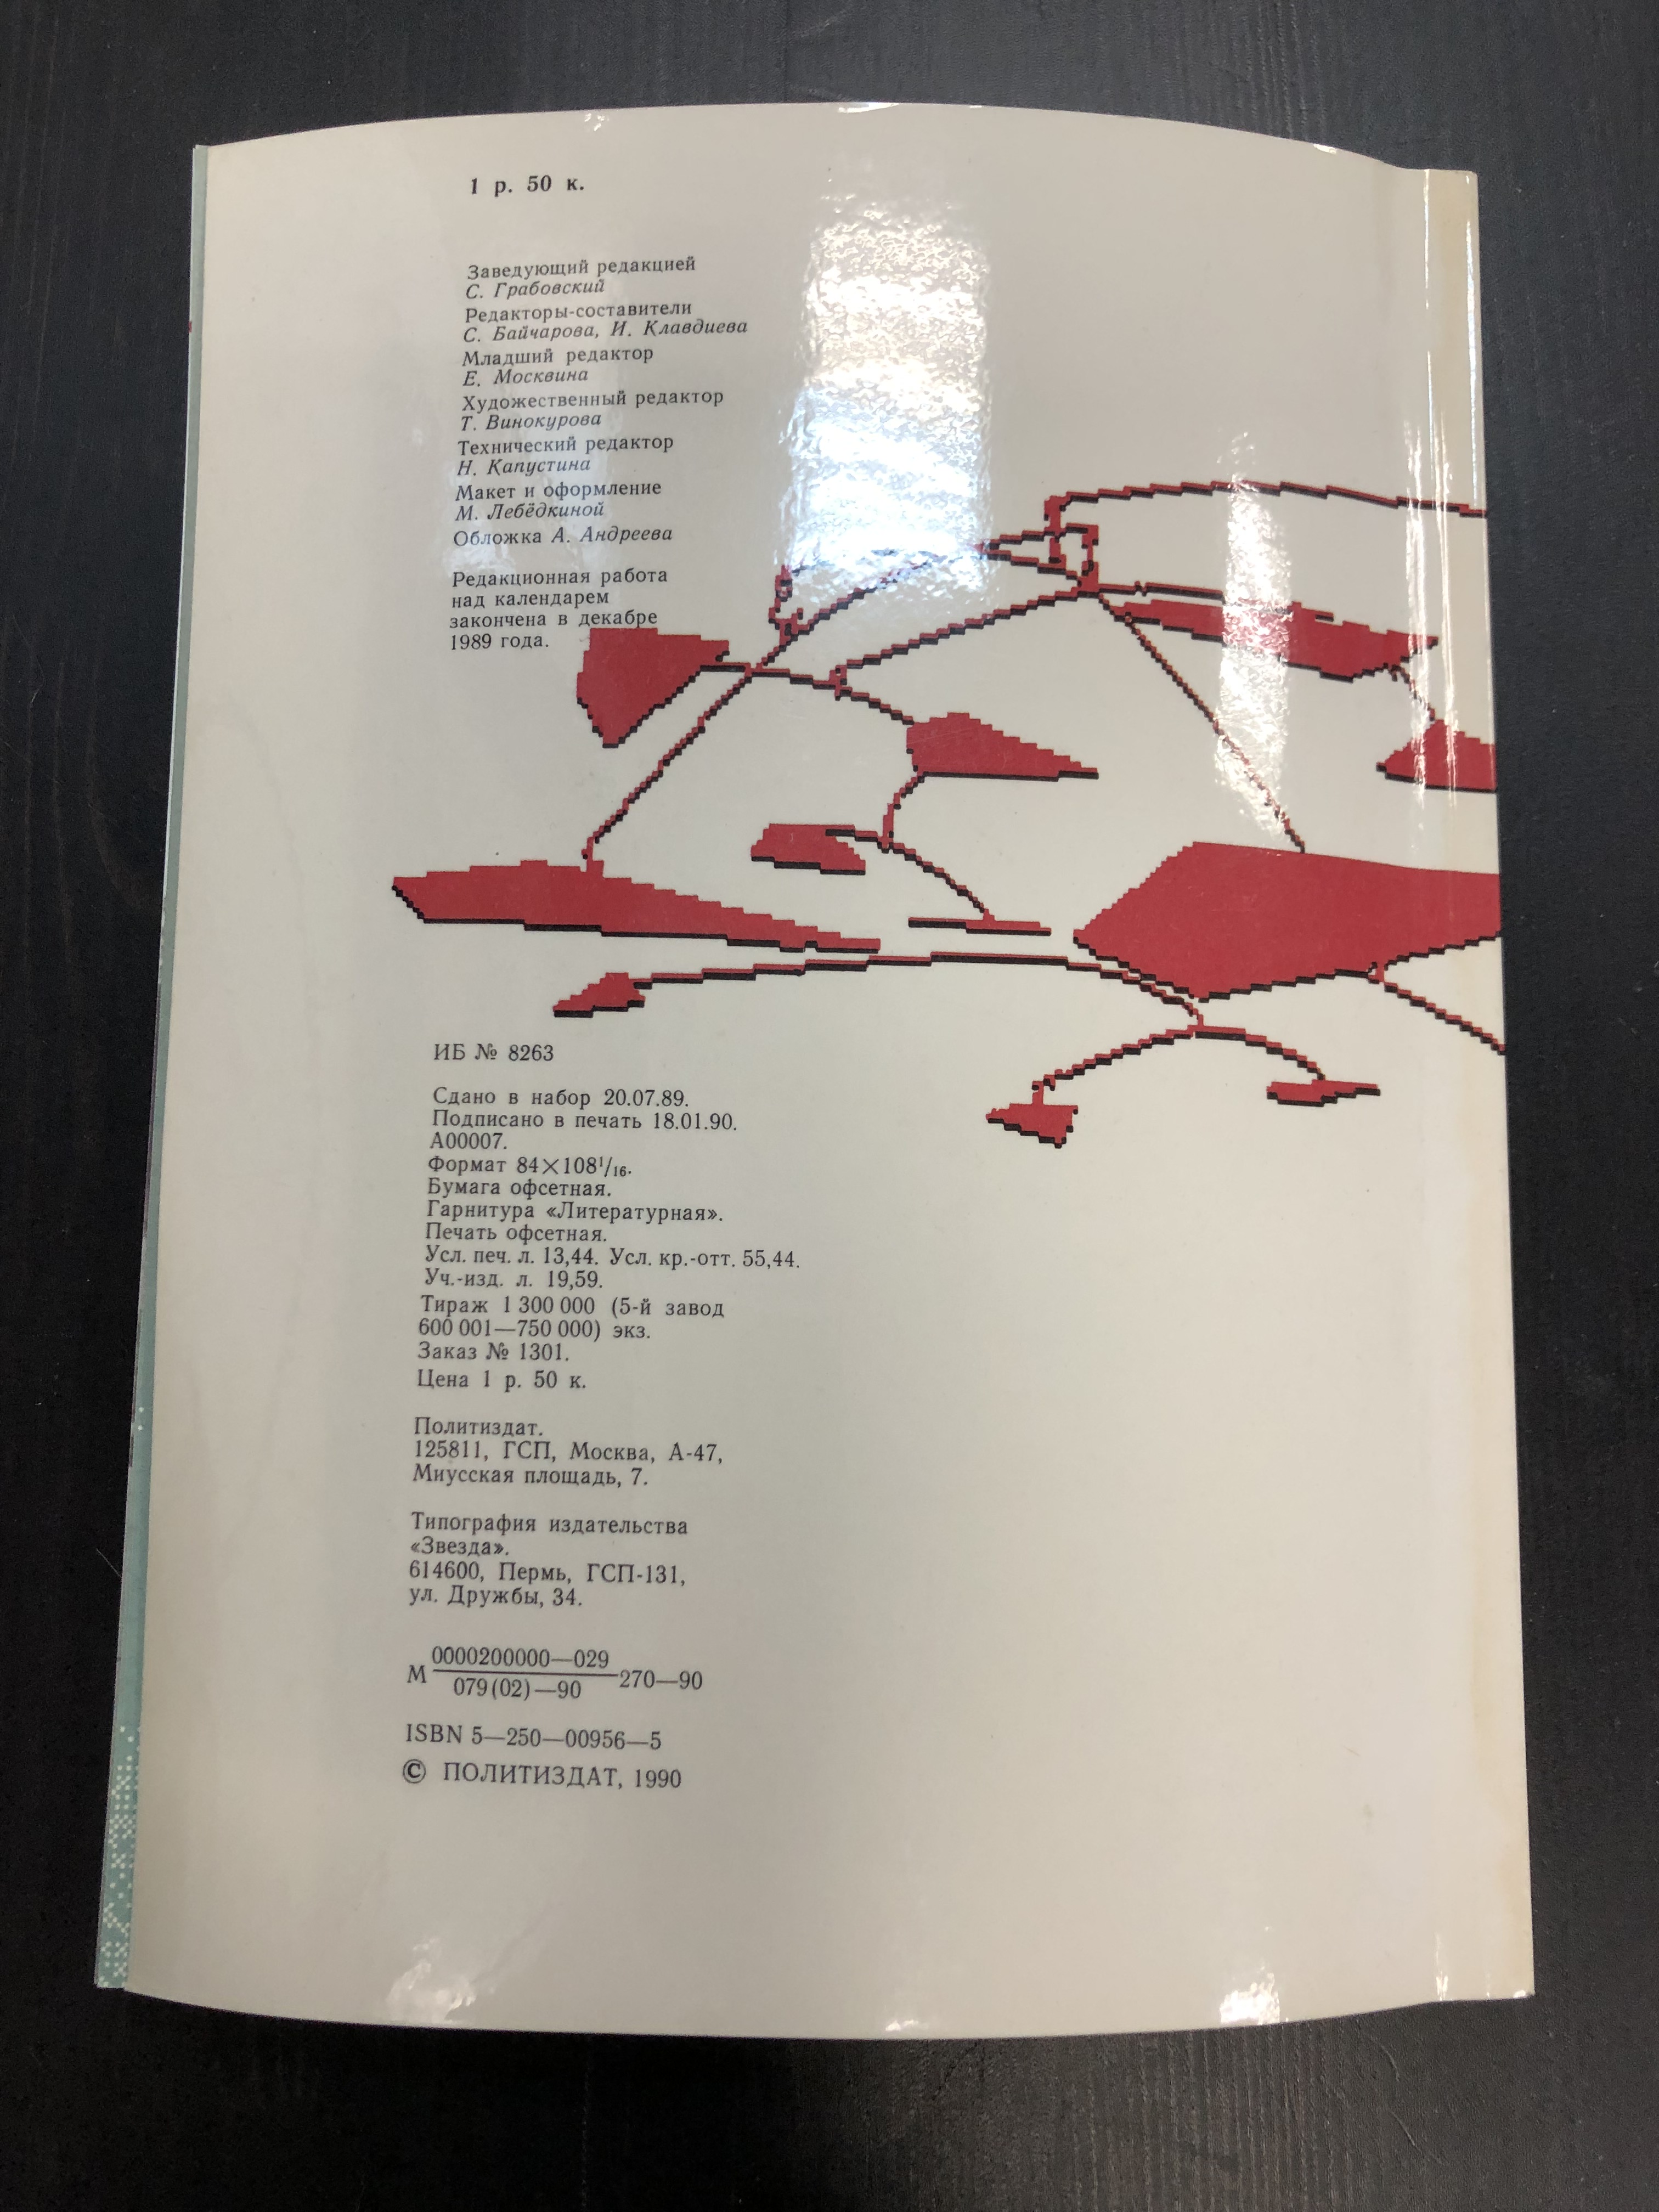 1 р. 50 к.
Заведующий редакцией
С. Грабовский
Редакторы-составители
С. Байчарова, И. Клавдиева
Младший редактор
Е. Москвина
Художественный редактор
Т. Винокурова
Технический редактор
Н. Капустина
Макет и оформление
М. Лебёдкиной
Обложка А. Андреева
Редакционная работа
над календарем
закончена в декабре
1989 года.
ИБ № 8263
Сдано в набор 20.07.89.
Подписано в печать 18.01.90.
А00007.
Формат 84×108¹/₁₆.
Бумага офсетная.
Гарнитура «Литературная».
Печать офсетная.
Усл. печ. л. 13,44. Усл. кр.-отт. 55,44.
Уч.-изд. л. 19,59.
Тираж 1 300 000 (5-й завод
600 001—750 000) экз.
Заказ № 1301.
Цена 1 р. 50 к.
Политиздат.
125811, ГСП, Москва, А-47,
Миусская площадь, 7.
Типография издательства
«Звезда».
614600, Пермь, ГСП-131,
ул. Дружбы, 34.
0000200000—029
М 270—90
079(02)—90
ISBN 5—250—00956—5
© ПОЛИТИЗДАТ, 1990